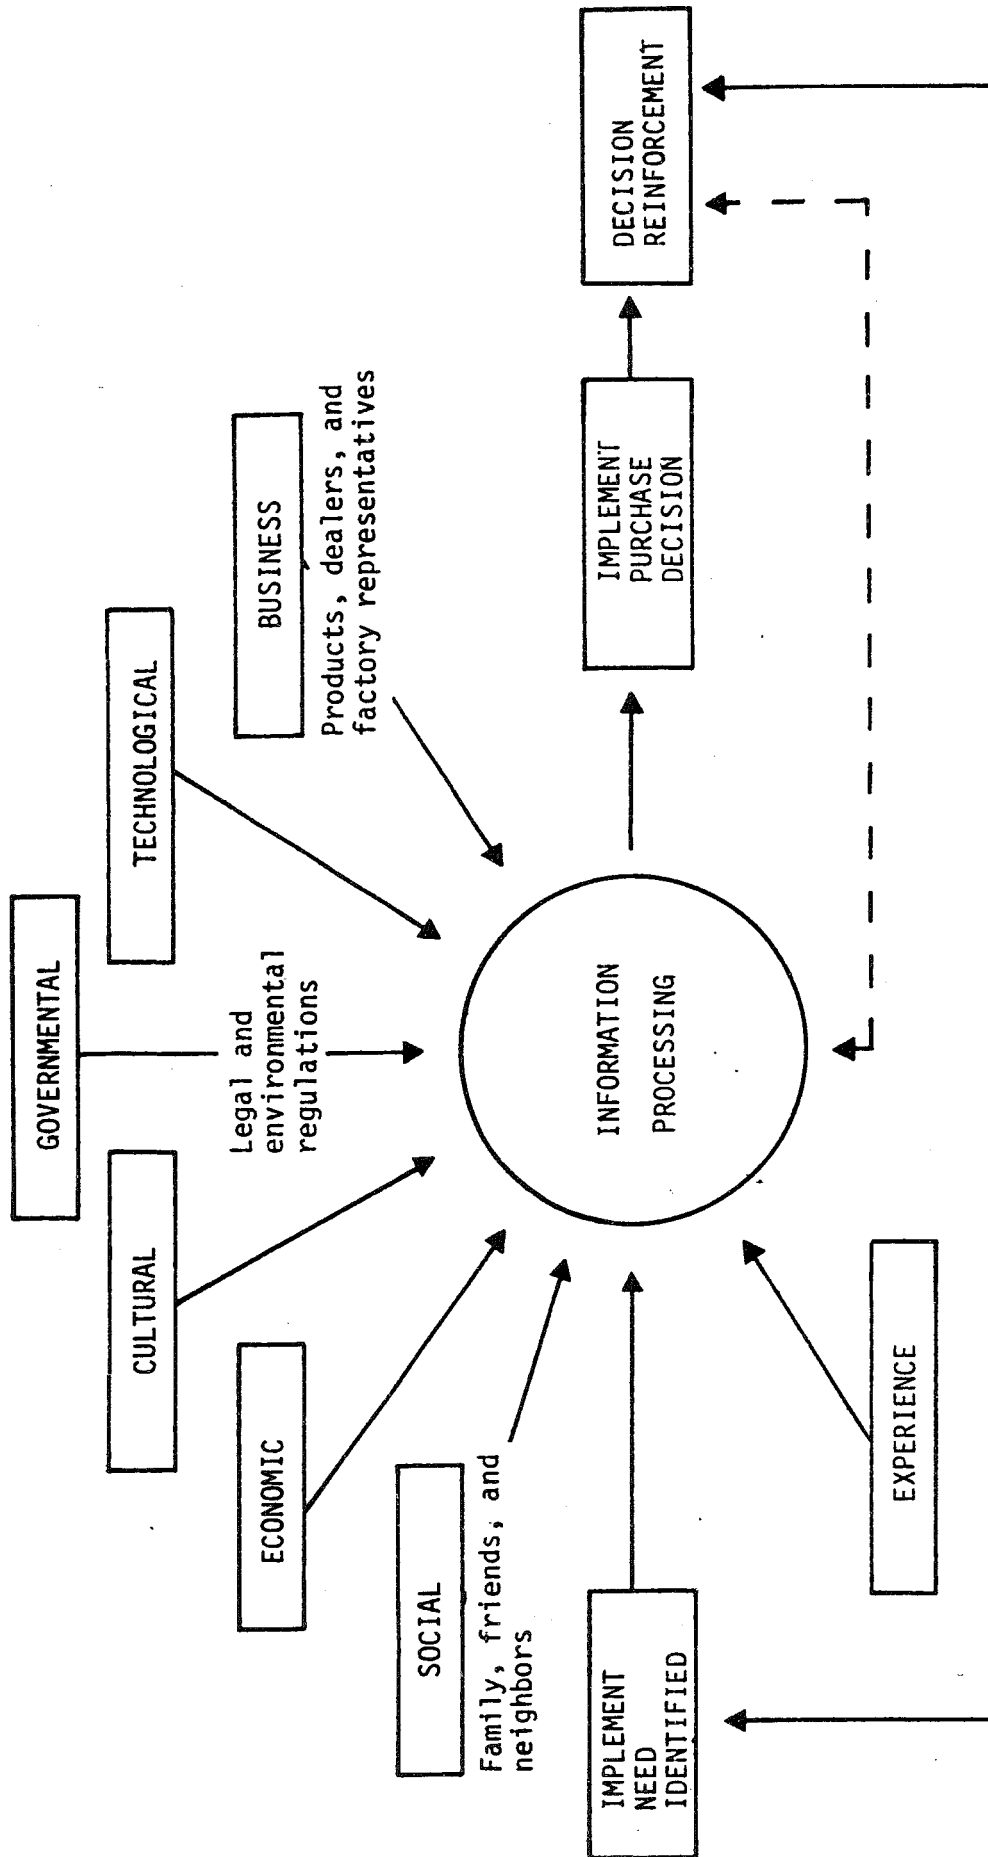 GOVERNMENTAL
CULTURAL
TECHNOLOGICAL
Legal and
environmental
regulations
ECONOMIC
BUSINESS
Products, dealers, and
factory representatives
SOCIAL
Family, friends, and
neighbors
IMPLEMENT
NEED
IDENTIFIED
INFORMATION
PROCESSING
IMPLEMENT
PURCHASE
DECISION
DECISION
REINFORCEMENT
EXPERIENCE